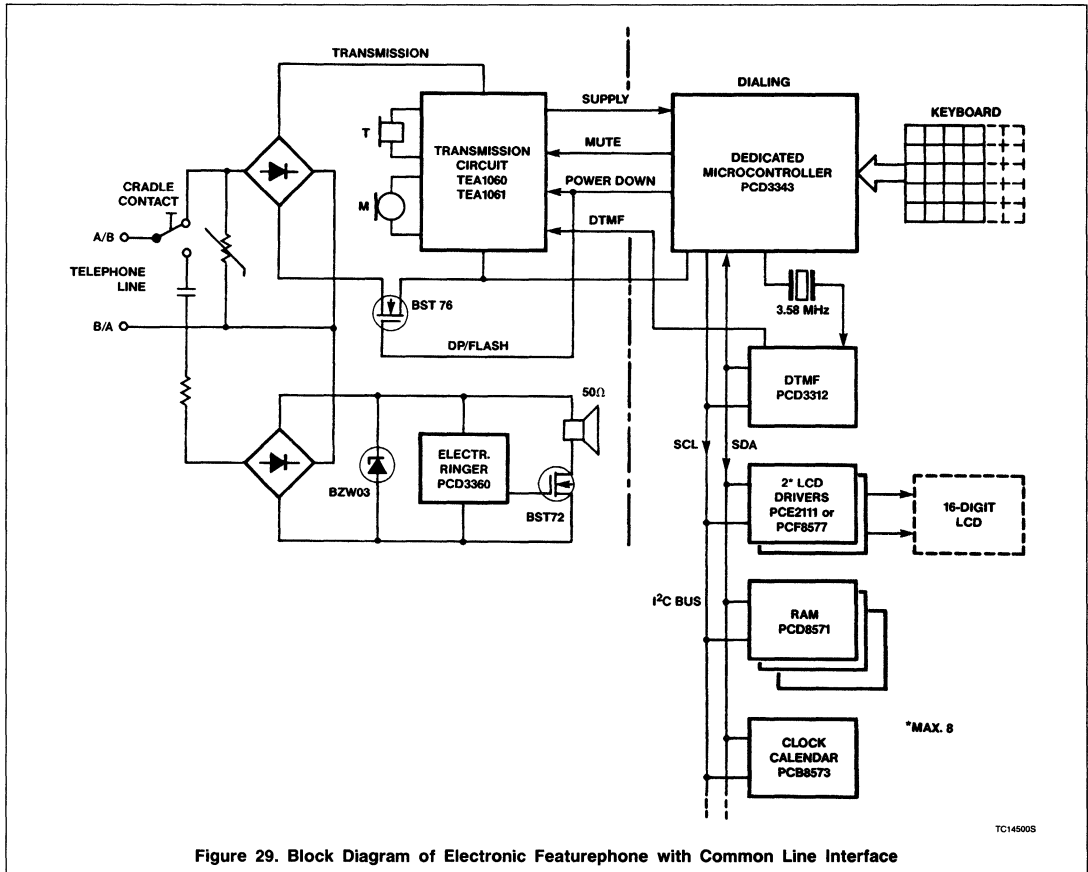 TRANSMISSION
DIALING
SUPPLY
KEYBOARD
T
TRANSMISSION
CIRCUIT
TEA1060
TEA1061
MUTE
DEDICATED
MICROCONTROLLER
PCD3343
POWER DOWN
M
DTMF
CRADLE
CONTACT
A/B
TELEPHONE
LINE
B/A
BST 76
DP/FLASH
3.58 MHz
DTMF
PCD3312
50Ω
ELECTR.
RINGER
PCD3360
BZW03
BST72
SCL
SDA
2* LCD
DRIVERS
PCE2111 or
PCF8577
16-DIGIT
LCD
I²C BUS
RAM
PCD8571
*MAX. 8
CLOCK
CALENDAR
PCB8573
TC14500S
Figure 29. Block Diagram of Electronic Featurephone with Common Line Interface